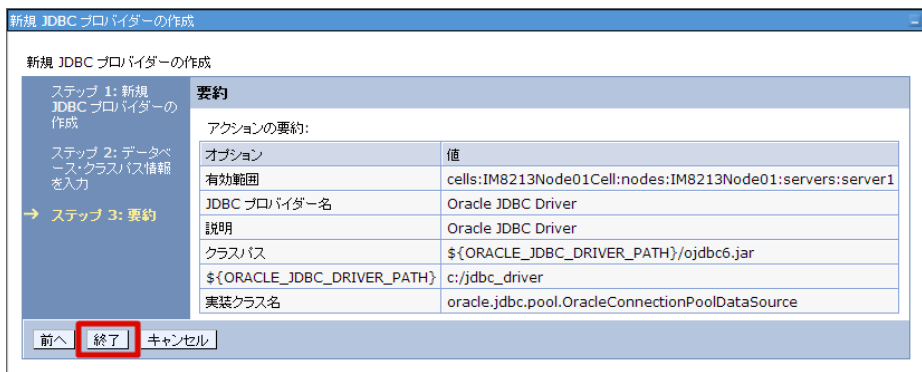 新規 JDBC プロバイダーの作成
新規 JDBC プロバイダーの作成
ステップ 1: 新規
JDBC プロバイダーの
作成
ステップ 2: データベ
ース・クラスパス情報
を入力
→ ステップ 3: 要約
要約
アクションの要約:
オプション 値
有効範囲 cells:IM8213Node01Cell:nodes:IM8213Node01:servers:server1
JDBC プロバイダー名 Oracle JDBC Driver
説明 Oracle JDBC Driver
クラスパス ${ORACLE_JDBC_DRIVER_PATH}/ojdbc6.jar
${ORACLE_JDBC_DRIVER_PATH} c:/jdbc_driver
実装クラス名 oracle.jdbc.pool.OracleConnectionPoolDataSource
前へ 終了 キャンセル